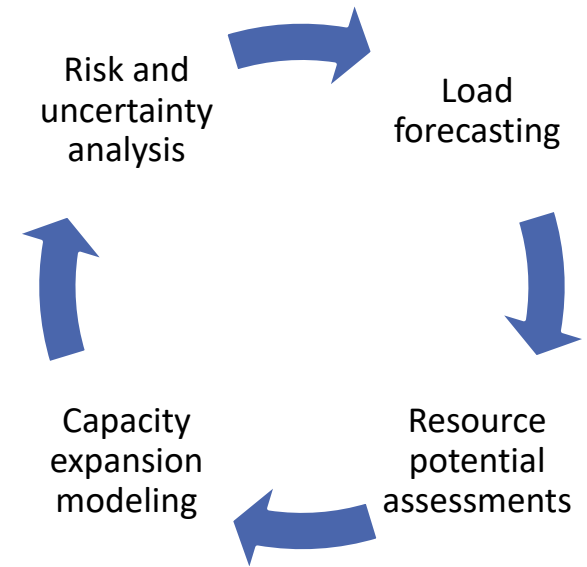 Risk and
uncertainty
analysis
Load
forecasting
Resource
potential
assessments
Capacity
expansion
modeling